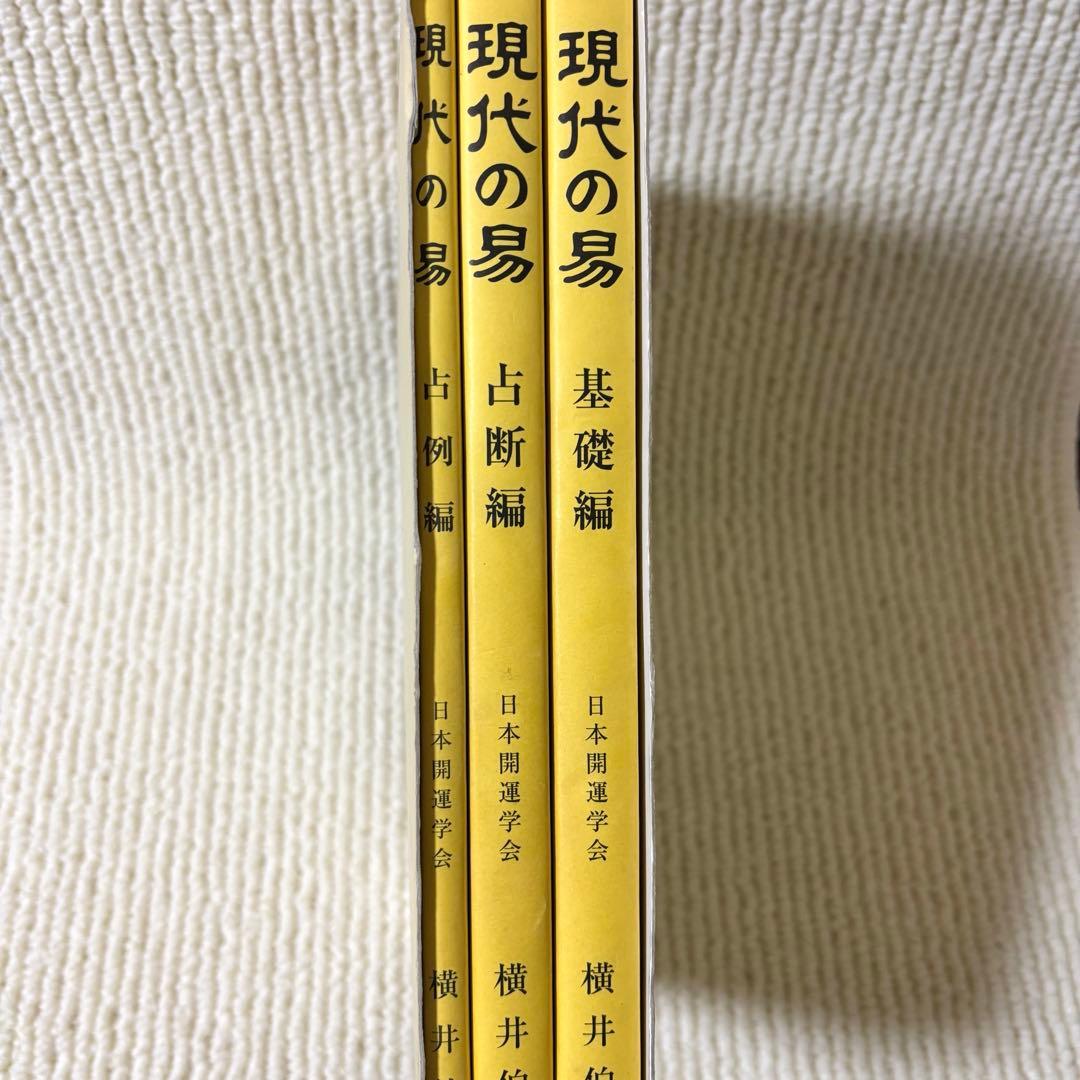 現代の易 基礎編 日本開運学会 横井
現代の易 占断編 日本開運学会 横井
現代の易 占例編 日本開運学会 横井